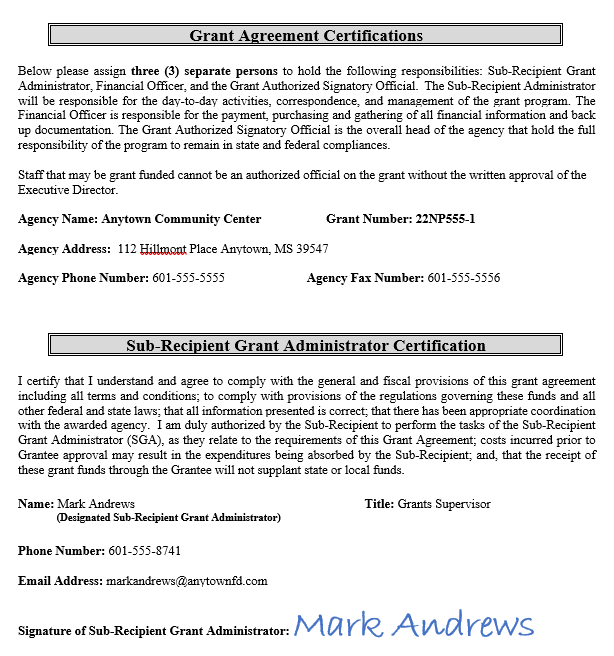 Grant Agreement Certifications
Below please assign three (3) separate persons to hold the following responsibilities: Sub-Recipient Grant
Administrator, Financial Officer, and the Grant Authorized Signatory Official.  The Sub-Recipient Administrator
will be responsible for the day-to-day activities, correspondence, and management of the grant program. The
Financial Officer is responsible for the payment, purchasing and gathering of all financial information and back
up documentation. The Grant Authorized Signatory Official is the overall head of the agency that hold the full
responsibility of the program to remain in state and federal compliances.
Staff that may be grant funded cannot be an authorized official on the grant without the written approval of the
Executive Director.
Agency Name: Anytown Community Center Grant Number: 22NP555-1
Agency Address: 112 Hillmont Place Anytown, MS 39547
Agency Phone Number: 601-555-5555 Agency Fax Number: 601-555-5556
Sub-Recipient Grant Administrator Certification
I certify that I understand and agree to comply with the general and fiscal provisions of this grant agreement
including all terms and conditions; to comply with provisions of the regulations governing these funds and all
other federal and state laws; that all information presented is correct; that there has been appropriate coordination
with the awarded agency.  I am duly authorized by the Sub-Recipient to perform the tasks of the Sub-Recipient
Grant Administrator (SGA), as they relate to the requirements of this Grant Agreement; costs incurred prior to
Grantee approval may result in the expenditures being absorbed by the Sub-Recipient; and, that the receipt of
these grant funds through the Grantee will not supplant state or local funds.
Name: Mark Andrews Title: Grants Supervisor
(Designated Sub-Recipient Grant Administrator)
Phone Number: 601-555-8741
Email Address: markandrews@anytownfd.com
Signature of Sub-Recipient Grant Administrator: Mark Andrews